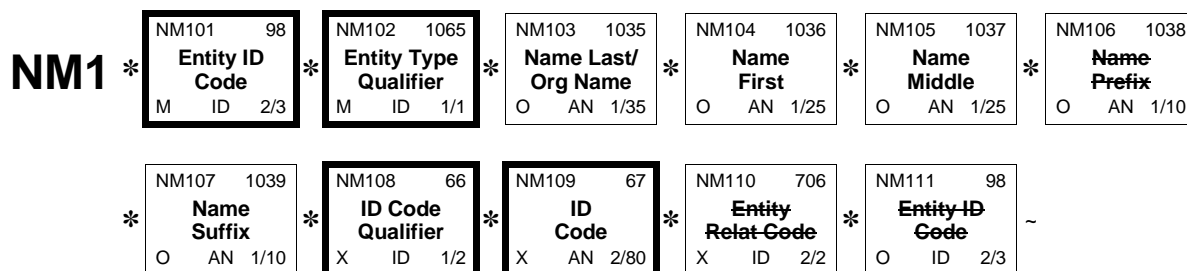 NM101 98 NM102 1065 NM103 1035 NM104 1036 NM105 1037 NM106 1038
NM1 * Entity ID * Entity Type * Name Last/ * Name * Name * Name
Code Qualifier Org Name First Middle Prefix
M ID 2/3 M ID 1/1 O AN 1/35 O AN 1/25 O AN 1/25 O AN 1/10
NM107 1039 NM108 66 NM109 67 NM110 706 NM111 98
* Name * ID Code * ID * Entity * Entity ID ~
Suffix Qualifier Code Relat Code Code
O AN 1/10 X ID 1/2 X AN 2/80 X ID 2/2 O ID 2/3